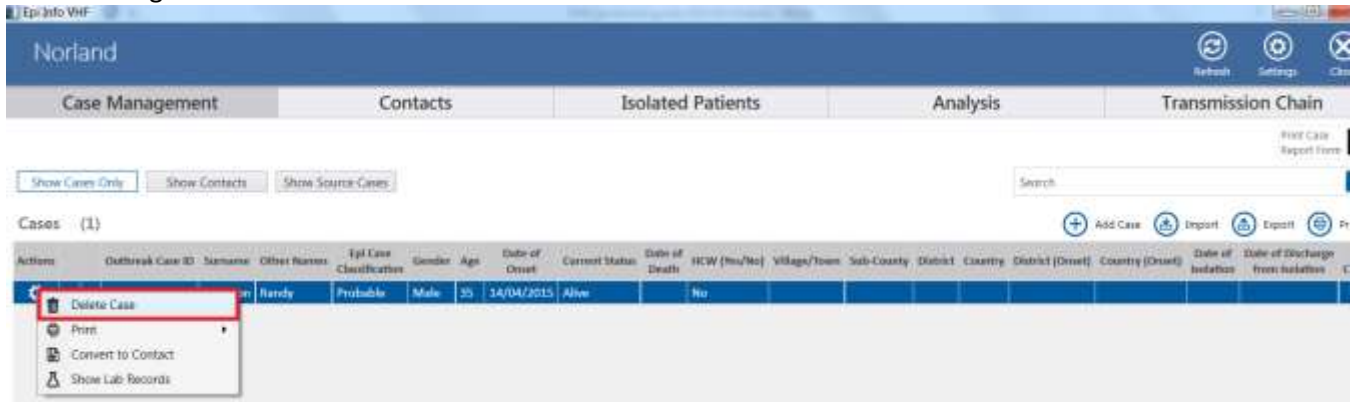 Epi Info VHF
Norland
Refresh Settings
Case Management Contacts Isolated Patients Analysis Transmission Chain
Print Case
Report Form
Show Cases Only Show Contacts Show Source Cases Search
Cases (1) Add Case Import Export
Actions Outbreak Case ID Surname Other Names Epi Case Classification Gender Age Date of Onset Current Status Date of Death HCW (Yes/No) Village/Town Sub-County District Country District (Onset) Country (Onset) Date of Isolation Date of Discharge from Isolation
Randy Probable Male 35 14/04/2015 Alive No
Delete Case
Print
Convert to Contact
Show Lab Records